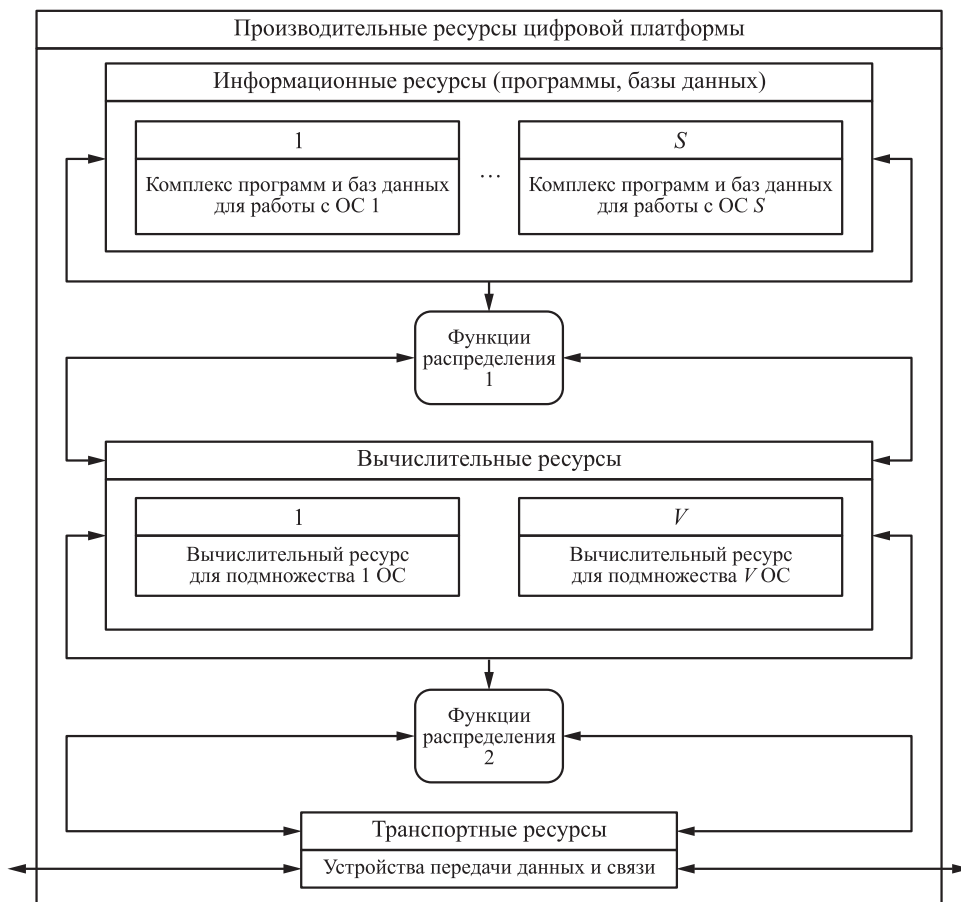 Производительные ресурсы цифровой платформы
Информационные ресурсы (программы, базы данных)
1
Комплекс программ и баз данных
для работы с ОС 1
...
S
Комплекс программ и баз данных
для работы с ОС S
Функции
распределения
1
Вычислительные ресурсы
1
Вычислительный ресурс
для подмножества 1 ОС
V
Вычислительный ресурс
для подмножества V ОС
Функции
распределения
2
Транспортные ресурсы
Устройства передачи данных и связи